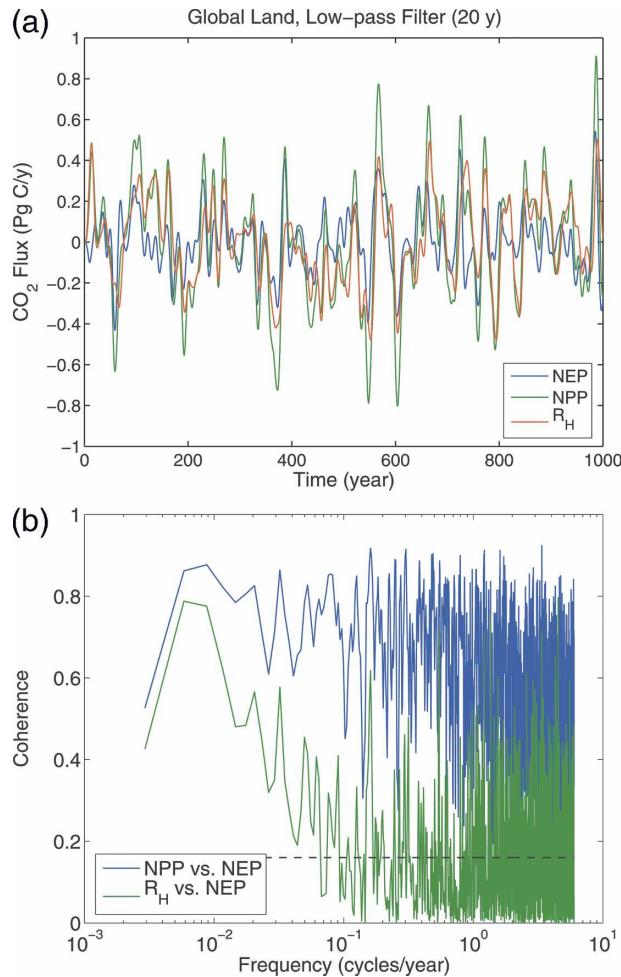 (a)
Global Land, Low-pass Filter (20 y)
1
0.8
0.6
0.4
0.2
0
-0.2
-0.4
-0.6
-0.8
-1
CO2 Flux (Pg C/y)
NEP
NPP
RH
0 200 400 600 800 1000
Time (year)
(b)
1
0.8
0.6
0.4
0.2
0
Coherence
NPP vs. NEP
RH vs. NEP
10−3 10−2 10−1 100 101
Frequency (cycles/year)